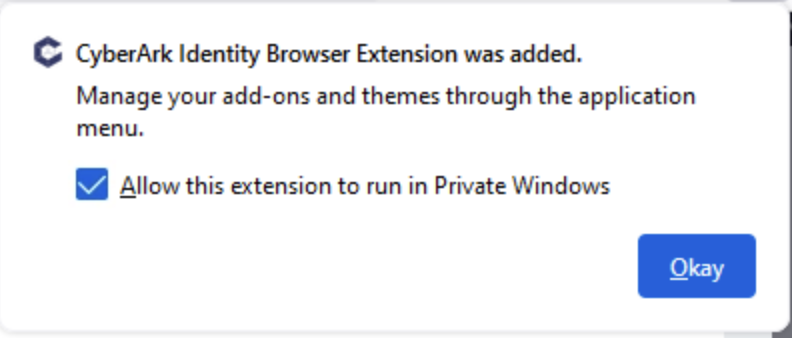 CyberArk Identity Browser Extension was added.
Manage your add-ons and themes through the application
menu.
Allow this extension to run in Private Windows
Okay